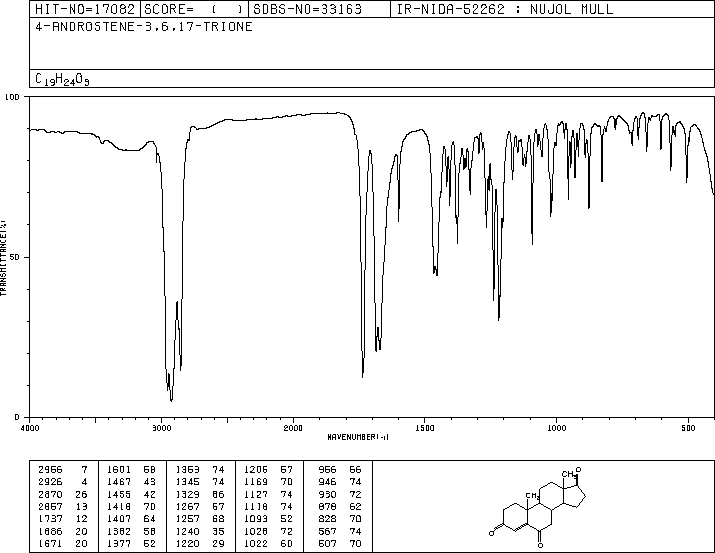 HIT-NO=17082 SCORE= ( ) SDBS-NO=33163 IR-NIDA-52262 : NUJOL MULL
4-ANDROSTENE-3,6,17-TRIONE
C19H24O3
100
50
0
TRANSMITTANCE(%)
4000 3000 2000 1500 1000 500
WAVENUMBER(-1)
2956 7 1601 58 1353 74 1206 57 956 66
2926 4 1467 43 1345 74 1169 70 946 74
2870 26 1455 42 1329 66 1127 74 930 72
2857 13 1418 70 1267 57 1118 74 878 62
1737 12 1407 64 1257 68 1093 52 828 70
1686 20 1382 58 1240 35 1028 72 567 74
1671 20 1377 52 1220 29 1022 60 507 70
CH3
O
CH3
O
O